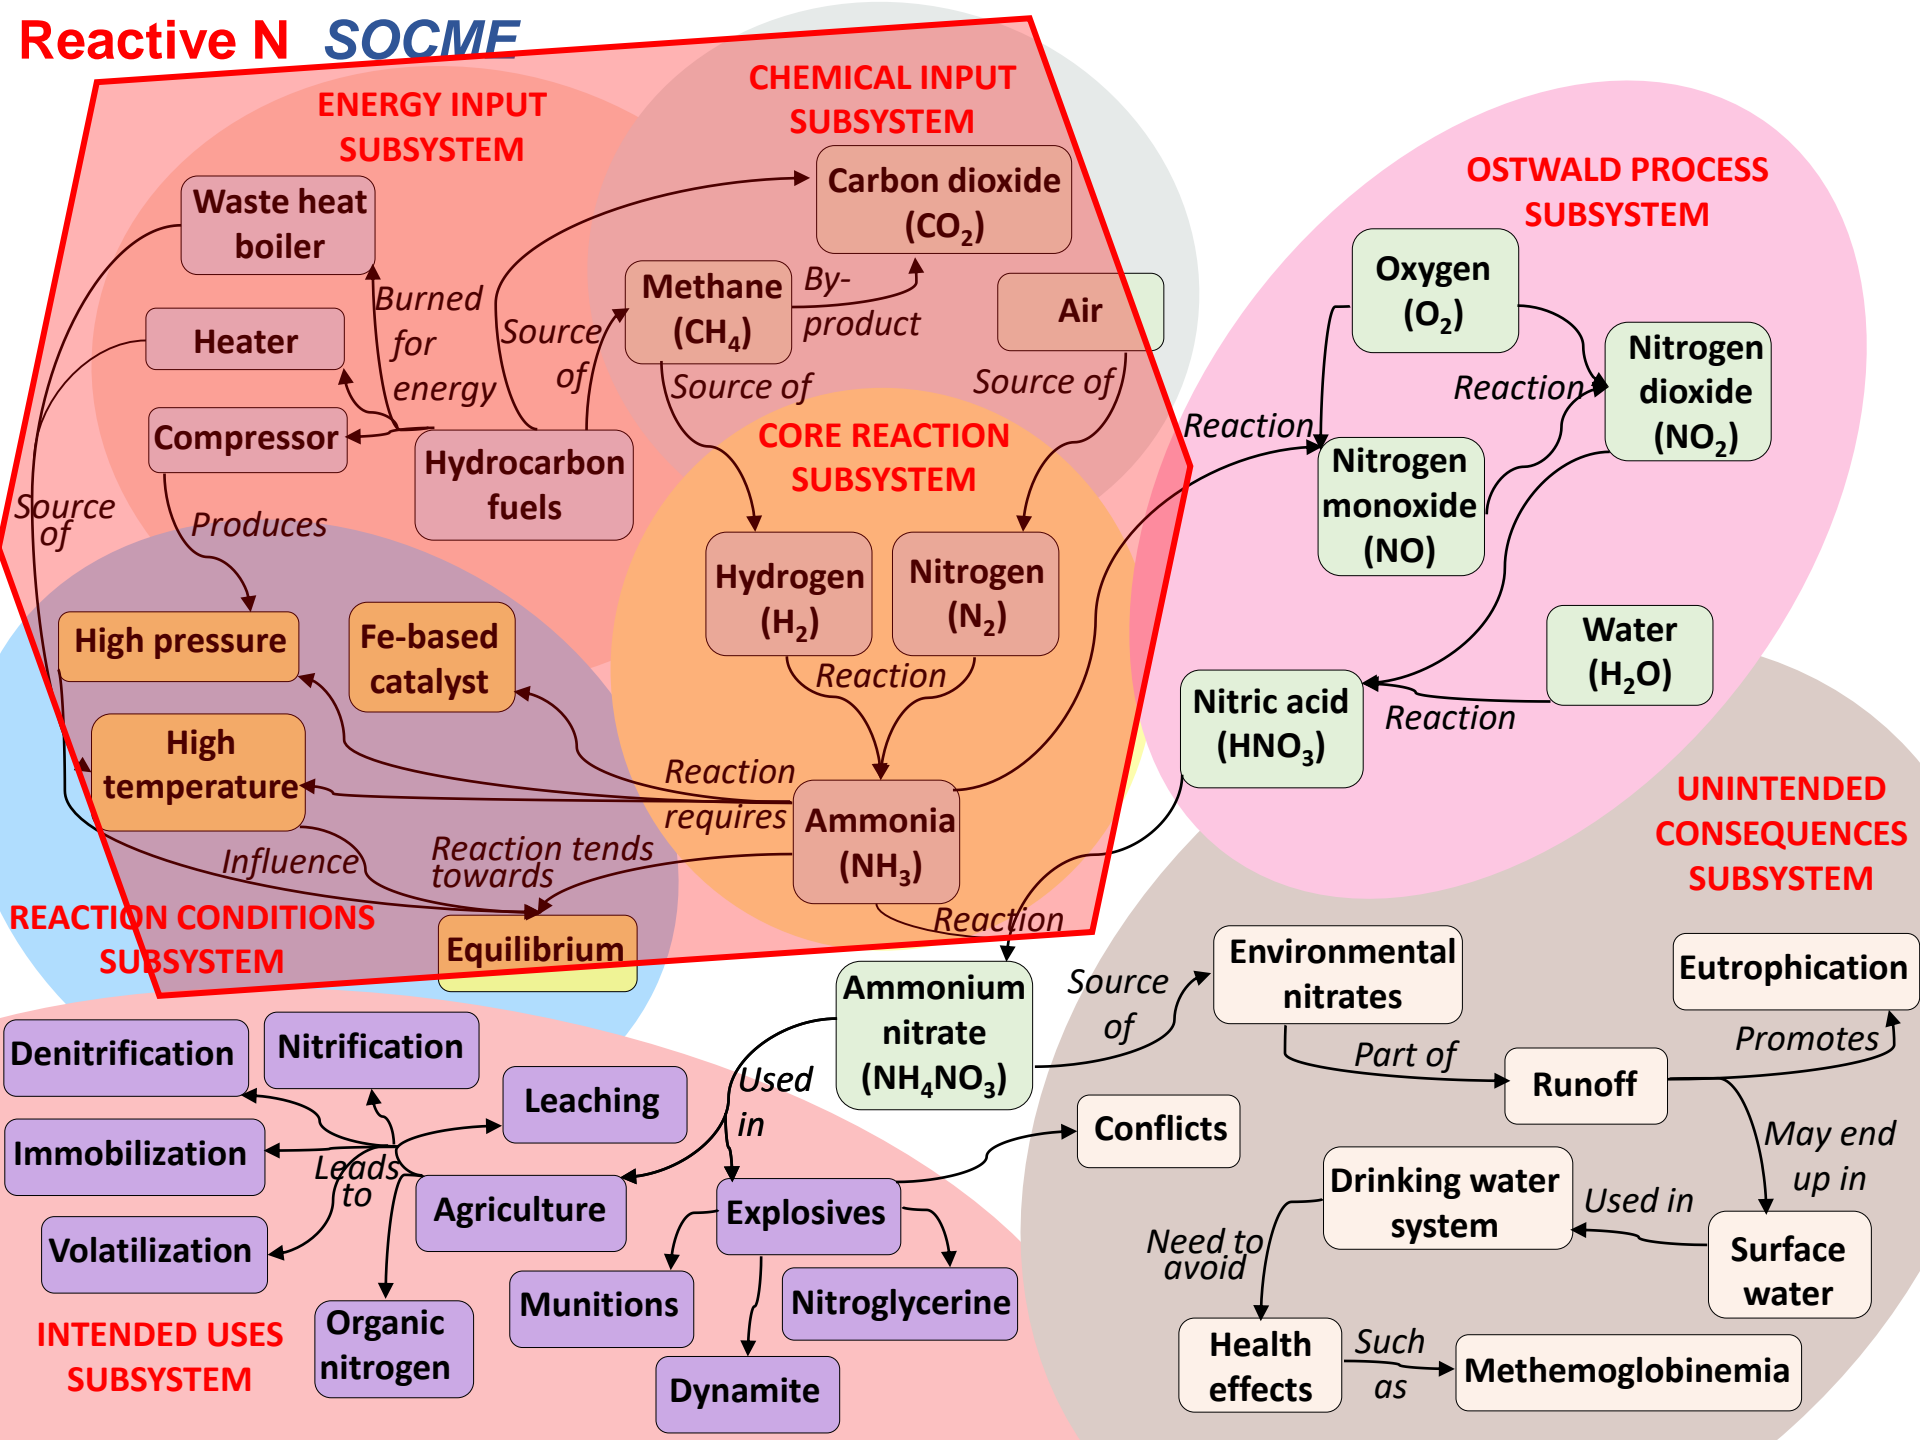 Reactive N SOCME
ENERGY INPUT
SUBSYSTEM
CHEMICAL INPUT
SUBSYSTEM
OSTWALD PROCESS
SUBSYSTEM
Waste heat
boiler
Carbon dioxide
(CO₂)
Heater
Burned
for
energy
Source
of
Methane
(CH₄)
By-
product
Air
Oxygen
(O₂)
Nitrogen
dioxide
(NO₂)
Compressor
Hydrocarbon
fuels
Source of
Source of
CORE REACTION
SUBSYSTEM
Reaction
Reaction
Nitrogen
monoxide
(NO)
Source
of
Produces
Hydrogen
(H₂)
Nitrogen
(N₂)
Reaction
High pressure
Fe-based
catalyst
Water
(H₂O)
Nitric acid
(HNO₃)
Reaction
High
temperature
Reaction
requires
Ammonia
(NH₃)
Influence
Reaction tends
towards
Reaction
REACTION CONDITIONS
SUBSYSTEM
Equilibrium
UNINTENDED
CONSEQUENCES
SUBSYSTEM
Ammonium
nitrate
(NH₄NO₃)
Source
of
Environmental
nitrates
Eutrophication
Part of
Runoff
Promotes
Denitrification
Nitrification
Leaching
Used
in
Conflicts
May end
up in
Immobilization
Leads
to
Agriculture
Explosives
Drinking water
system
Used in
Surface
water
Volatilization
Need to
avoid
Munitions
Nitroglycerine
Organic
nitrogen
INTENDED USES
SUBSYSTEM
Dynamite
Health
effects
Such
as
Methemoglobinemia